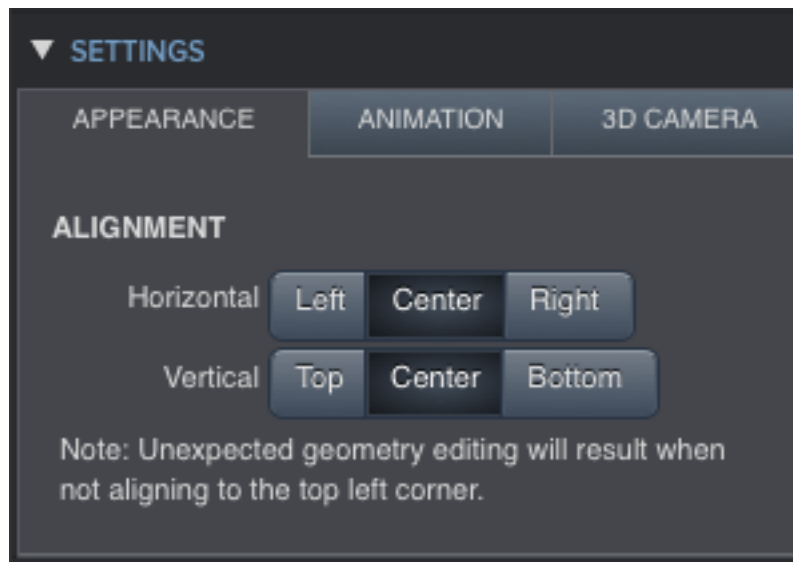 SETTINGS
APPEARANCE ANIMATION 3D CAMERA
ALIGNMENT
Horizontal Left Center Right
Vertical Top Center Bottom
Note: Unexpected geometry editing will result when
not aligning to the top left corner.